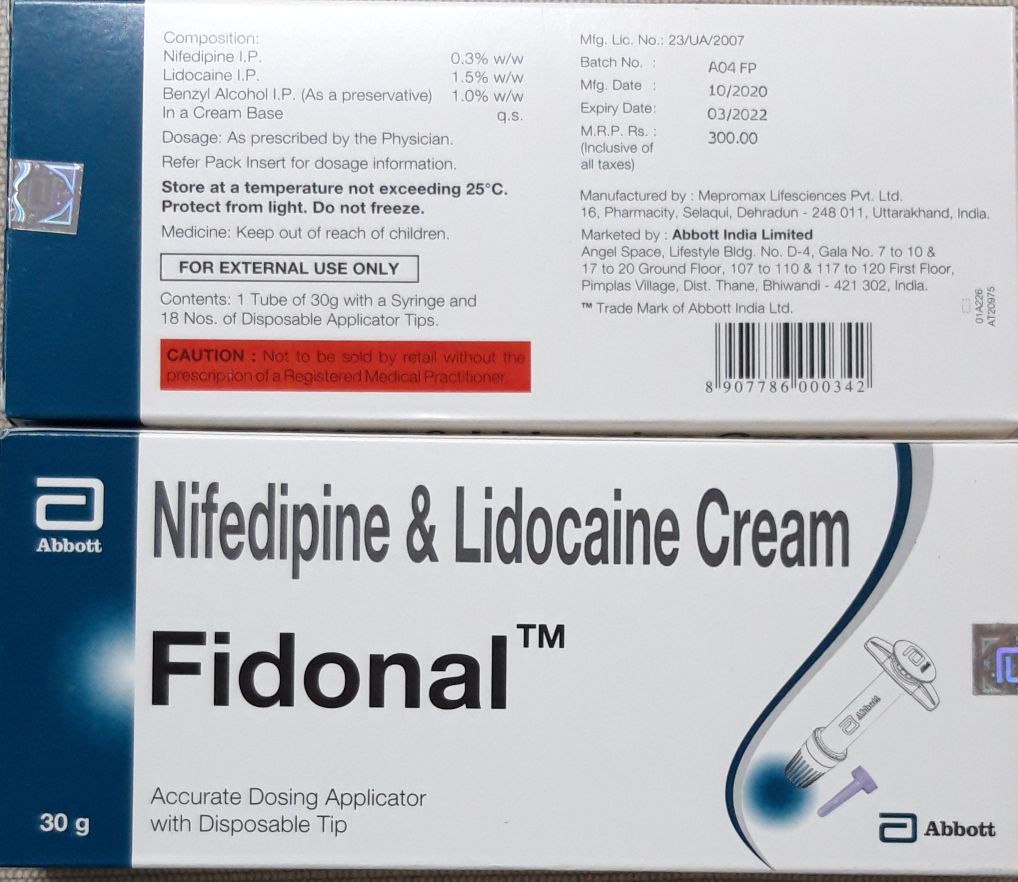 Composition:
Nifedipine I.P. 0.3% w/w
Lidocaine I.P. 1.5% w/w
Benzyl Alcohol I.P. (As a preservative) 1.0% w/w
In a Cream Base q.s.
Dosage: As prescribed by the Physician.
Refer Pack Insert for dosage information.
Store at a temperature not exceeding 25°C.
Protect from light. Do not freeze.
Medicine: Keep out of reach of children.
FOR EXTERNAL USE ONLY
Contents: 1 Tube of 30g with a Syringe and
18 Nos. of Disposable Applicator Tips.
CAUTION : Not to be sold by retail without the
prescription of a Registered Medical Practitioner.
Mfg. Lic. No.: 23/UA/2007
Batch No. : A04 FP
Mfg. Date : 10/2020
Expiry Date: 03/2022
M.R.P. Rs. : 300.00
(Inclusive of
all taxes)
Manufactured by : Mepromax Lifesciences Pvt. Ltd.
16, Pharmacity, Selaqui, Dehradun - 248 011, Uttarakhand, India.
Marketed by : Abbott India Limited
Angel Space, Lifestyle Bldg. No. D-4, Gala No. 7 to 10 &
17 to 20 Ground Floor, 107 to 110 & 117 to 120 First Floor,
Pimplas Village, Dist. Thane, Bhiwandi - 421 302, India.
™ Trade Mark of Abbott India Ltd.
01A226
AT20975
8 907786 000342
Abbott
Nifedipine & Lidocaine Cream
Fidonal™
Abbott
Accurate Dosing Applicator
with Disposable Tip
30 g
Abbott